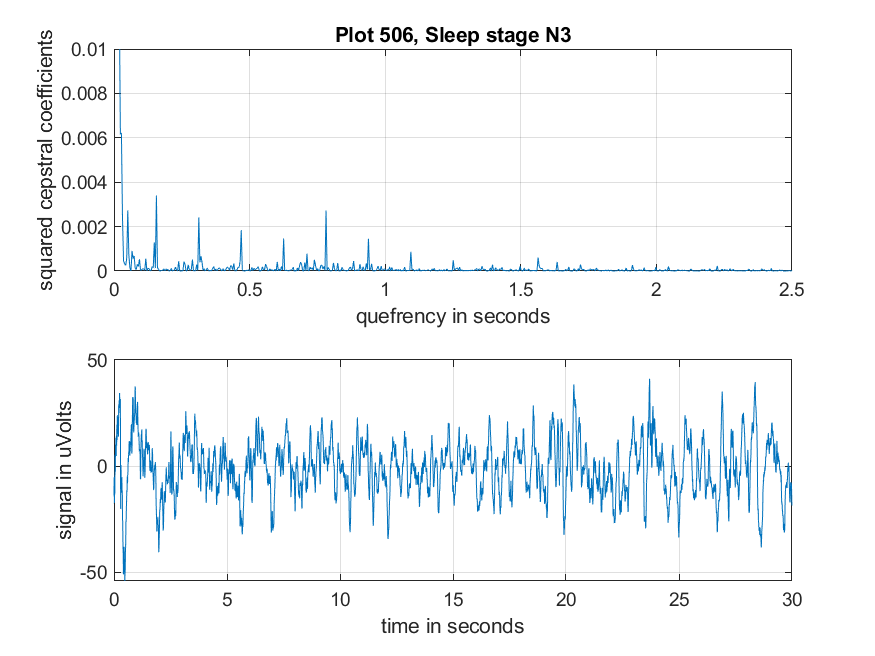 Plot 506, Sleep stage N3
squared cepstral coefficients
0.01
0.008
0.006
0.004
0.002
0
0 0.5 1 1.5 2 2.5
quefrency in seconds
signal in uVolts
50
0
-50
0 5 10 15 20 25 30
time in seconds